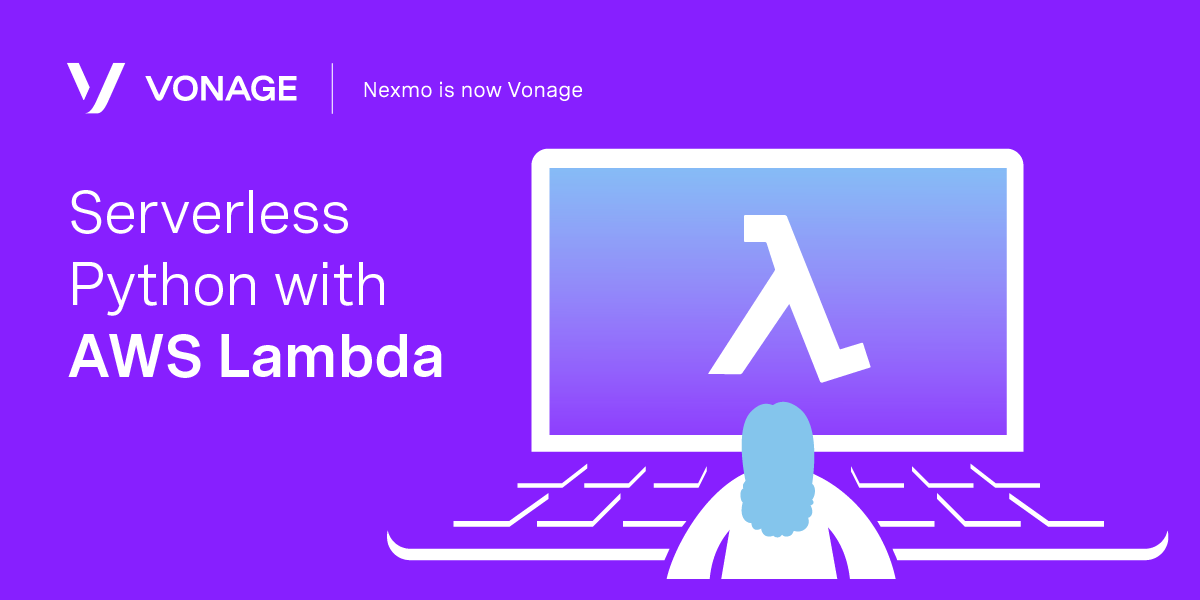 VONAGE
Nexmo is now Vonage
Serverless
Python with
AWS Lambda
λ